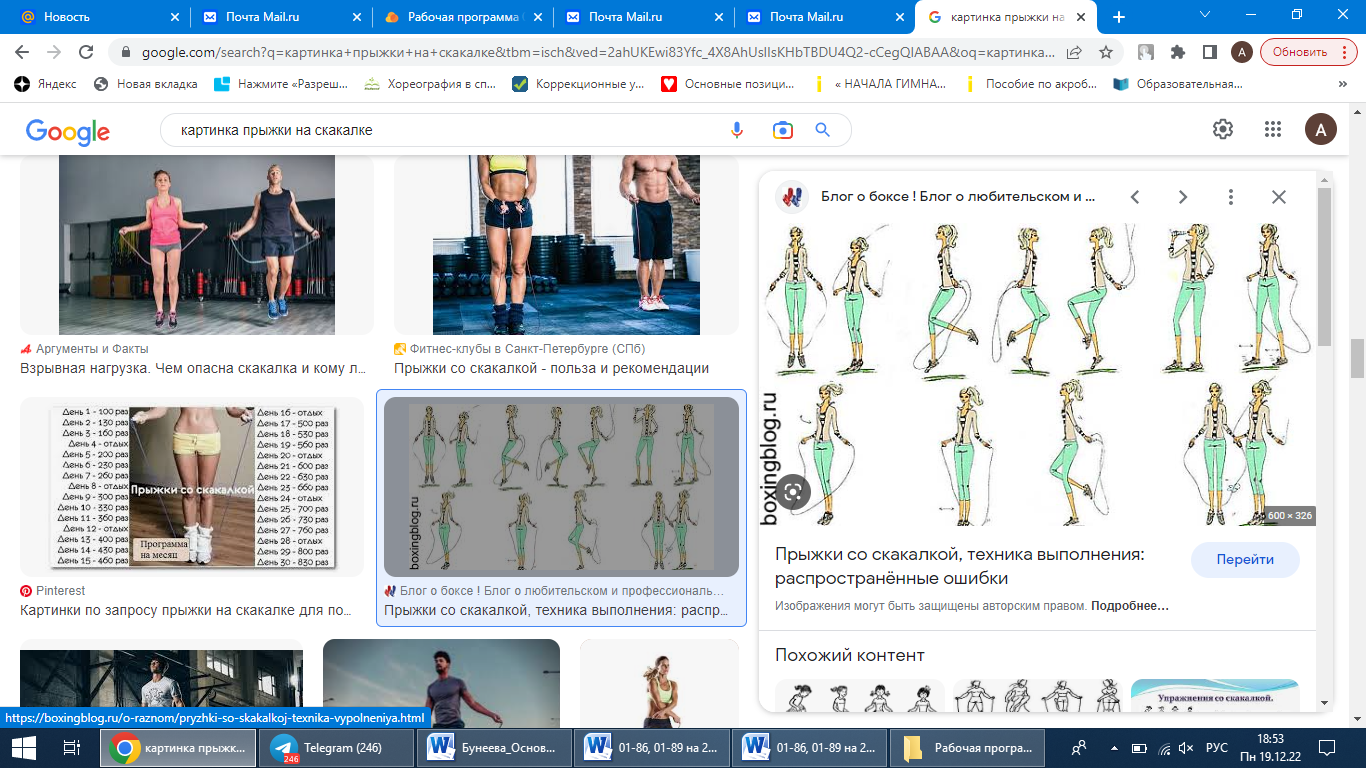 Новость
Почта Mail.ru
Рабочая программа
Почта Mail.ru
Почта Mail.ru
картинка прыжки на
google.com/search?q=картинка+прыжки+на+скакалке&tbm=isch&ved=2ahUKEwi83Yfc_4X8AhUsIIsKHbTBDU4Q2-cCegQIABAA&oq=картинка...
А
Обновить
Яндекс
Новая вкладка
Нажмите «Разреш...
Хореография в сп...
Коррекционные у...
Основные позици...
« НАЧАЛА ГИМНА...
Пособие по акроб...
Образовательная...
»
Google
картинка прыжки на скакалке
А
Аргументы и Факты
Взрывная нагрузка. Чем опасна скакалка и кому л...
Фитнес-клубы в Санкт-Петербурге (СПб)
Прыжки со скакалкой - польза и рекомендации
День 1 - 100 раз
День 2 - 130 раз
День 3 - 160 раз
День 4 - отдых
День 5 - 200 раз
День 6 - 230 раз
День 7 - 260 раз
День 8 - отдых
День 9 - 300 раз
День 10 - 330 раз
День 11 - 360 раз
День 12 - отдых
День 13 - 400 раз
День 14 - 430 раз
День 15 - 460 раз
Прыжки со скакалкой
Программа
на месяц
День 16 - отдых
День 17 - 500 раз
День 18 - 530 раз
День 19 - 560 раз
День 20 - отдых
День 21 - 600 раз
День 22 - 630 раз
День 23 - 660 раз
День 24 - отдых
День 25 - 700 раз
День 26 - 730 раз
День 27 - 760 раз
День 28 - отдых
День 29 - 800 раз
День 30 - 830 раз
Pinterest
Картинки по запросу прыжки на скакалке для по...
boxingblog.ru
Блог о боксе ! Блог о любительском и профессиональ...
Прыжки со скакалкой, техника выполнения: распр...
Блог о боксе ! Блог о любительском и ...
boxingblog.ru
600 × 326
Прыжки со скакалкой, техника выполнения:
распространённые ошибки
Перейти
Изображения могут быть защищены авторским правом. Подробнее...
Похожий контент
Упражнения со скакалкой.
https://boxingblog.ru/o-raznom/pryzhki-so-skakalkoj-texnika-vypolneniya.html
картинка прыжк...
Telegram (246)
246
Бунеева_Основ...
01-86, 01-89 на 2...
01-86, 01-89 на 2...
Рабочая програ...
РУС
18:53
Пн 19.12.22